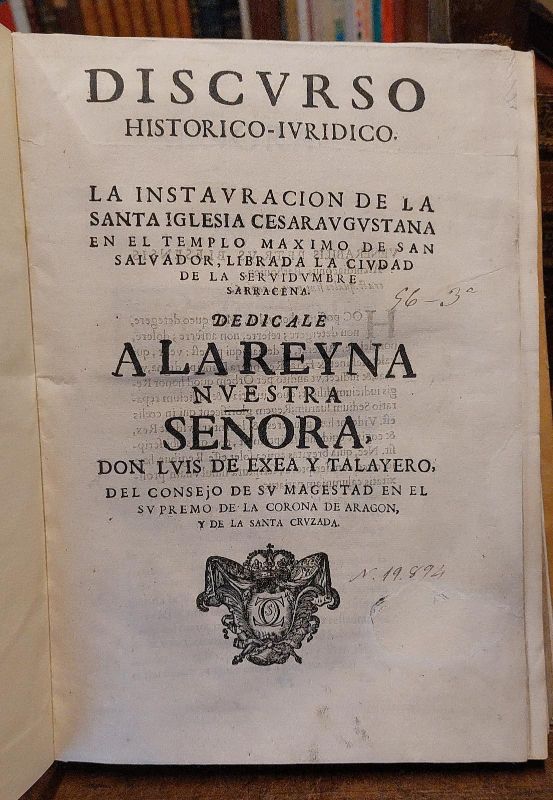 DISCVRSO
HISTORICO-IVRIDICO.
LA INSTAVRACION DE LA
SANTA IGLESIA CESARAVGVSTANA
EN EL TEMPLO MAXIMO DE SAN
SALVADOR, LIBRADA LA CIVDAD
DE LA SERVIDVMBRE
SARRACENA.
56-3ª
DEDICALE
A LA REYNA
NVESTRA
SEÑORA,
DON LVIS DE EXEA Y TALAYERO,
DEL CONSEJO DE SV MAGESTAD EN EL
SVPREMO DE LA CORONA DE ARAGON,
Y DE LA SANTA CRVZADA.
N. 19.894